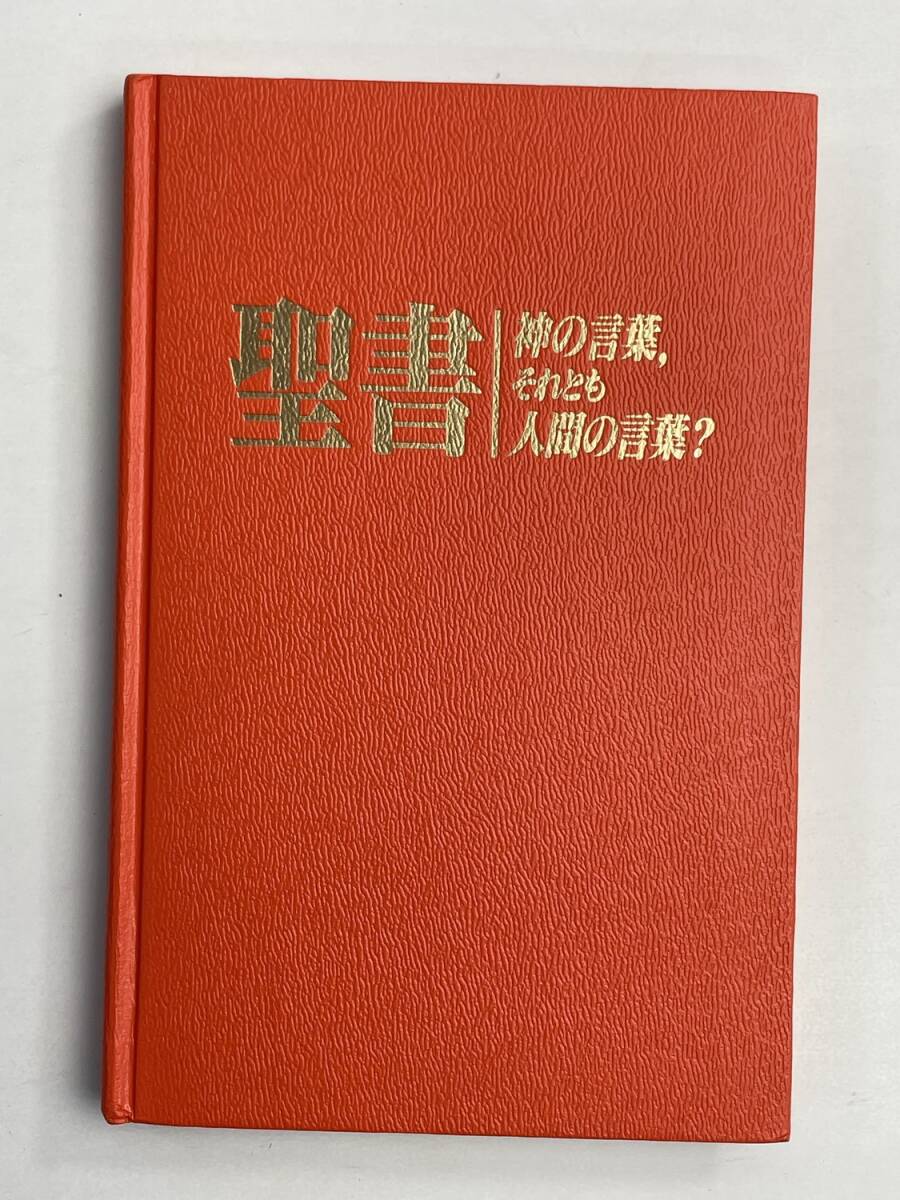 聖書
神の言葉,
それとも
人間の言葉?